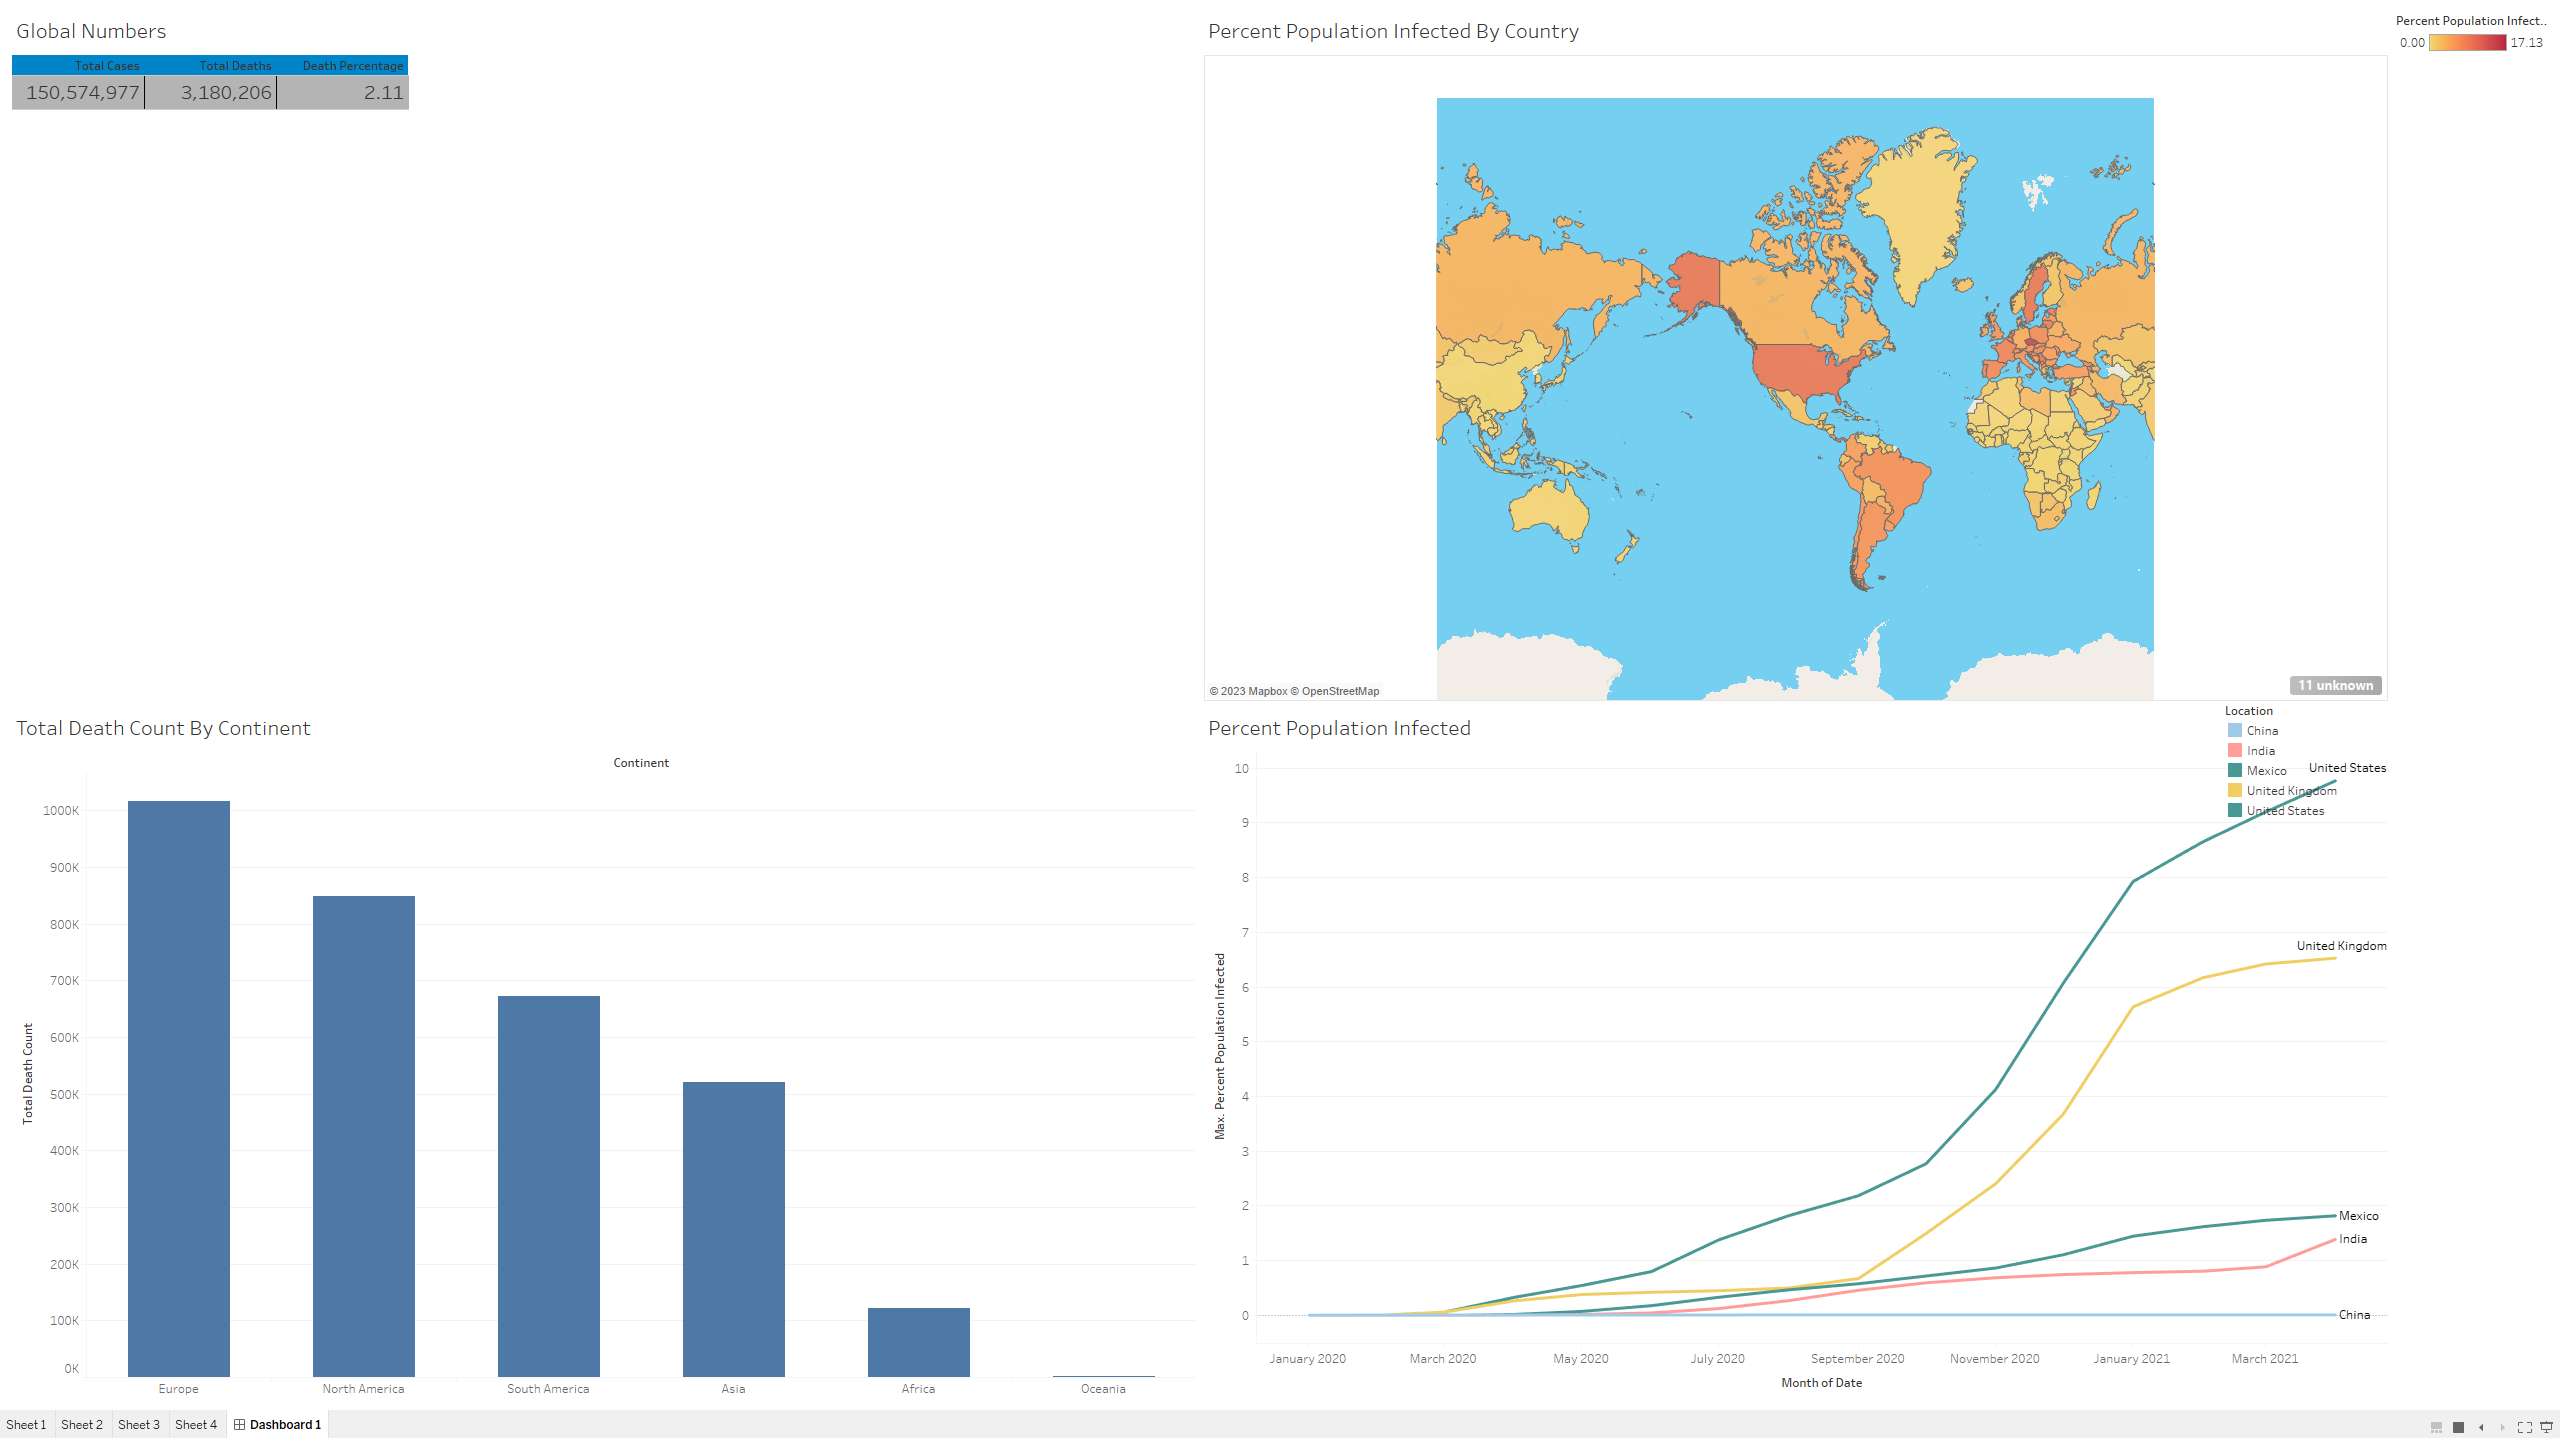 Global Numbers
Total Cases Total Deaths Death Percentage
150,574,977 3,180,206 2.11
Percent Population Infected By Country
Percent Population Infect..
0.00 17.13
© 2023 Mapbox © OpenStreetMap
11 unknown
Total Death Count By Continent
Continent
Total Death Count
1000K
900K
800K
700K
600K
500K
400K
300K
200K
100K
0K
Europe North America South America Asia Africa Oceania
Percent Population Infected
Location
China
India
Mexico
United Kingdom
United States
Max. Percent Population Infected
10
9
8
7
6
5
4
3
2
1
0
United States
United Kingdom
Mexico
India
China
January 2020 March 2020 May 2020 July 2020 September 2020 November 2020 January 2021 March 2021
Month of Date
Sheet 1 Sheet 2 Sheet 3 Sheet 4 Dashboard 1